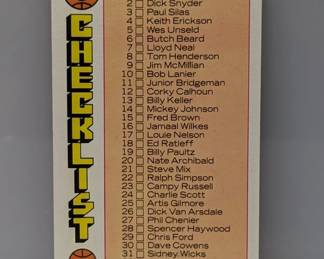 CHECKLIST
2 Dick Snyder
3 Paul Silas
4 Keith Erickson
5 Wes Unseld
6 Butch Beard
7 Lloyd Neal
8 Tom Henderson
9 Jim McMillian
10 Bob Lanier
11 Junior Bridgeman
12 Corky Calhoun
13 Billy Keller
14 Mickey Johnson
15 Fred Brown
16 Jamaal Wilkes
17 Louie Nelson
18 Ed Ratleff
19 Billy Paultz
20 Nate Archibald
21 Steve Mix
22 Ralph Simpson
23 Campy Russell
24 Charlie Scott
25 Artis Gilmore
26 Dick Van Arsdale
27 Phil Chenier
28 Spencer Haywood
29 Chris Ford
30 Dave Cowens
31 Sidney Wicks